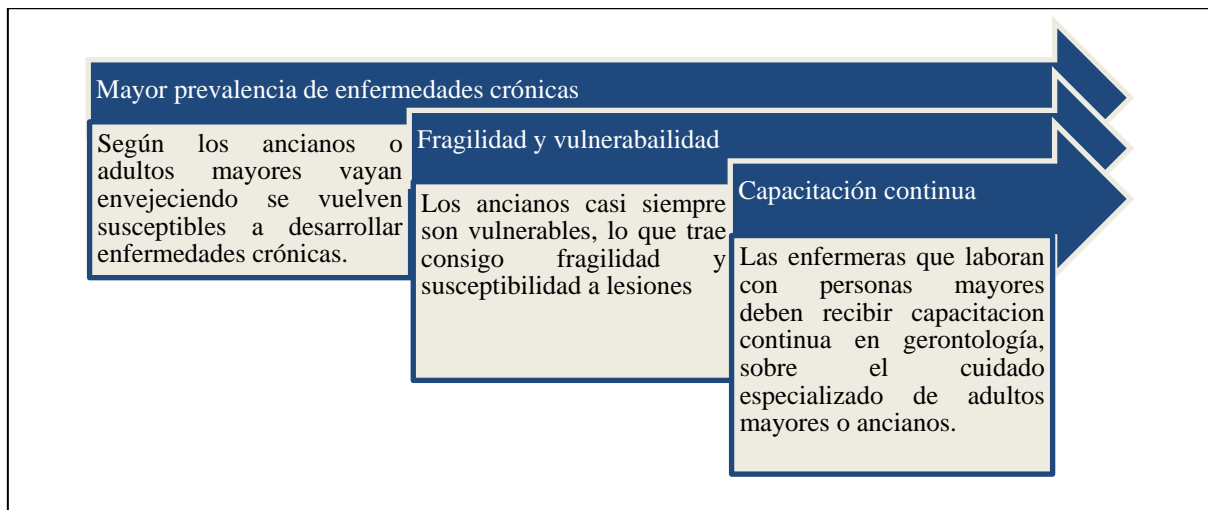 Mayor prevalencia de enfermedades crónicas
Según los ancianos o
adultos mayores vayan
envejeciendo se vuelven
susceptibles a desarrollar
enfermedades crónicas.
Fragilidad y vulnerabailidad
Los ancianos casi siempre
son vulnerables, lo que trae
consigo fragilidad y
susceptibilidad a lesiones
Capacitación continua
Las enfermeras que laboran
con personas mayores
deben recibir capacitacion
continua en gerontología,
sobre el cuidado
especializado de adultos
mayores o ancianos.